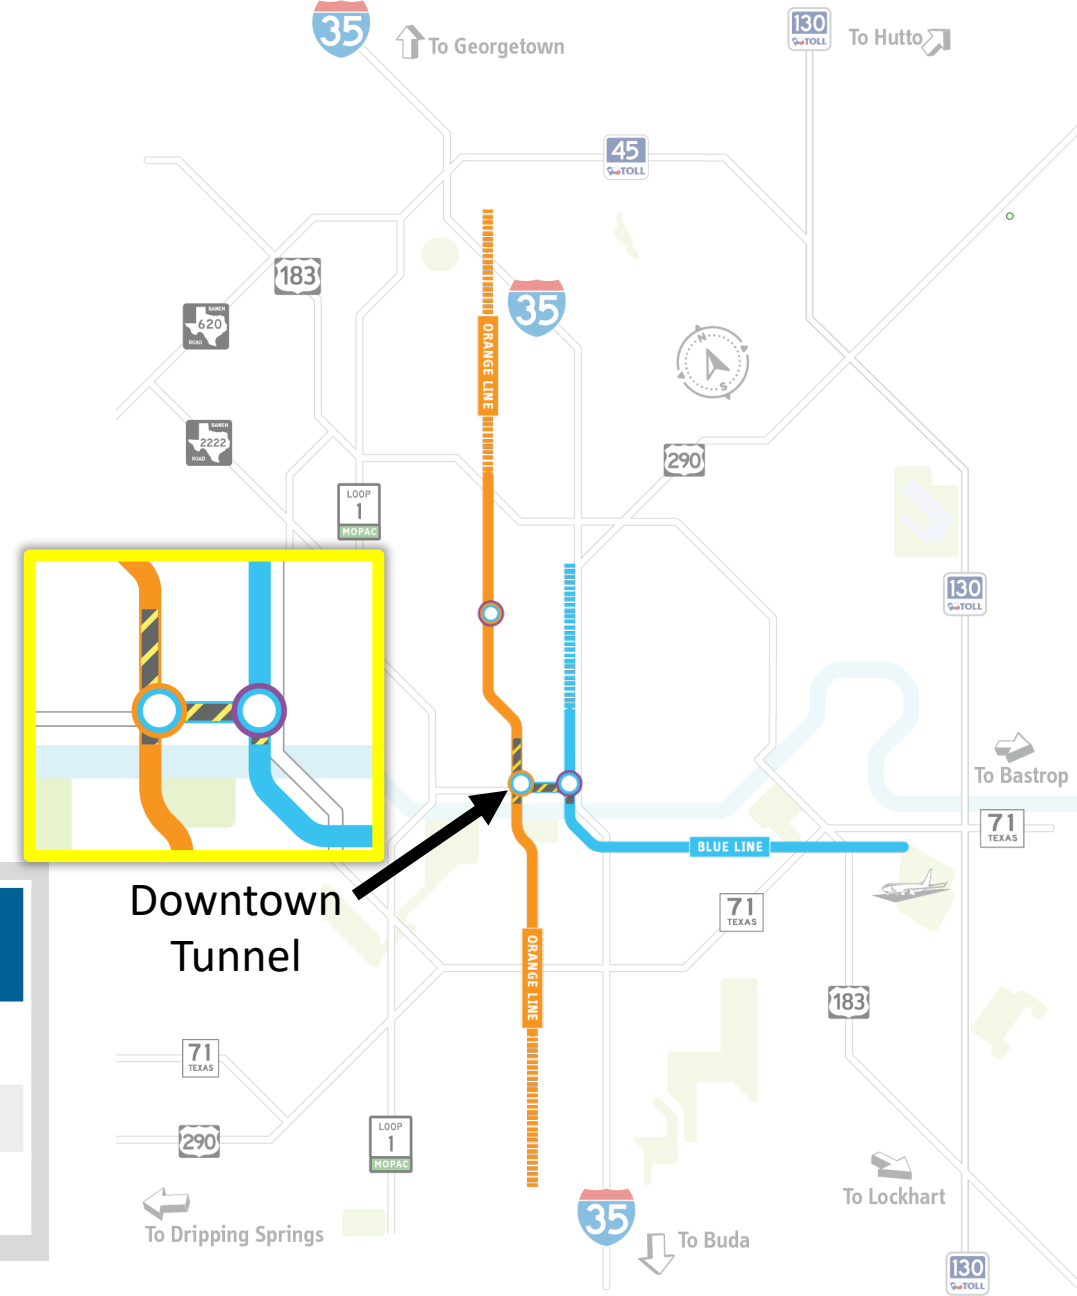 35
To Georgetown
130
TOLL
To Hutto
45
TOLL
183
35
RANCH
620
ROAD
ORANGE LINE
N
S
RANCH
2222
ROAD
290
LOOP
1
MOPAC
130
TOLL
To Bastrop
71
TEXAS
BLUE LINE
Downtown
Tunnel
71
TEXAS
ORANGE LINE
183
71
TEXAS
290
LOOP
1
MOPAC
To Lockhart
To Dripping Springs
35
To Buda
130
TOLL